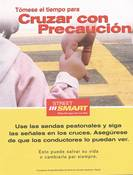 Tómese el tiempo para
Cruzar con
Precaución
STREET
SMART
Use las sendas peatonales y siga
las señales en los cruces. Asegúrese
de que los conductores lo puedan ver.
Esto puede salvar su vida
o cambiarla por siempre.